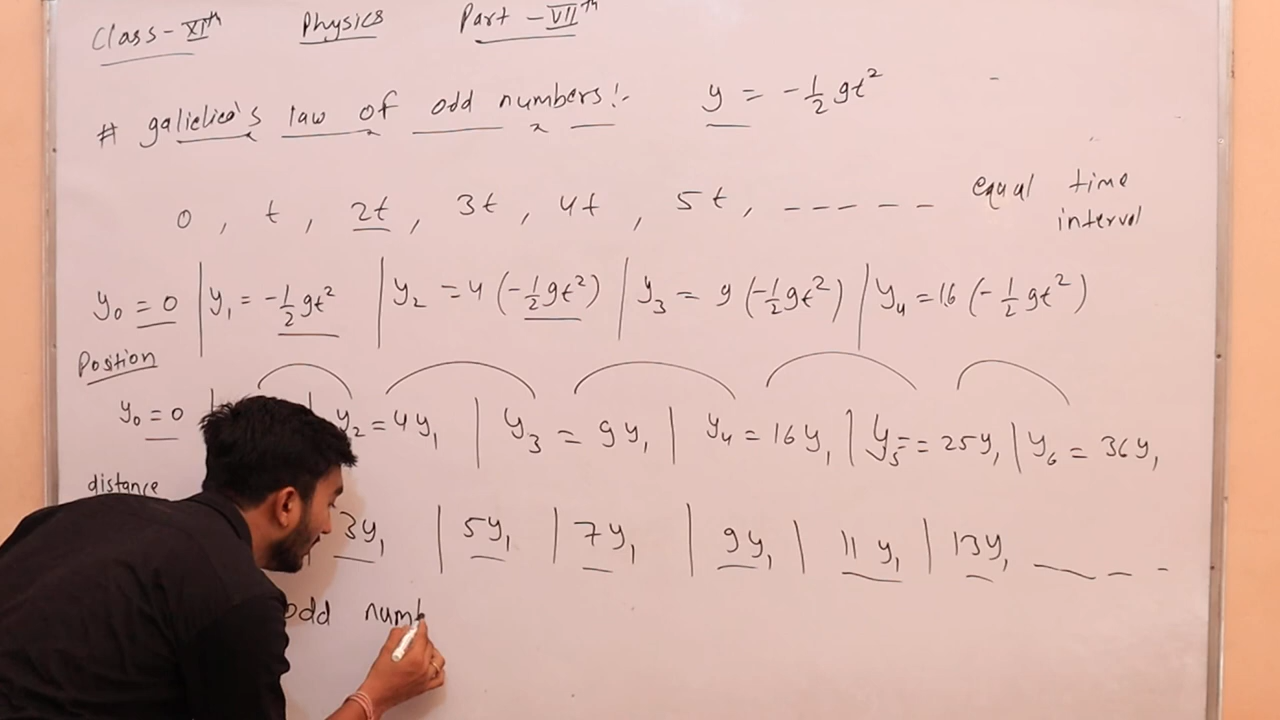 Class-XIth Physics Part-VIIth
# galielieo's law of odd numbers:- y = -1/2 gt²
0, t, 2t, 3t, 4t, 5t, ----- equal time
interval
y₀ = 0 | y₁ = -1/2 gt² | y₂ = 4(-1/2 gt²) | y₃ = 9(-1/2 gt²) | y₄ = 16(-1/2 gt²)
Position
y₀ = 0 | y₂ = 4y₁ | y₃ = 9y₁ | y₄ = 16y₁ | y₅ = 25y₁ | y₆ = 36y₁
distance
3y₁ | 5y₁ | 7y₁ | 9y₁ | 11y₁ | 13y₁ ----
odd numb